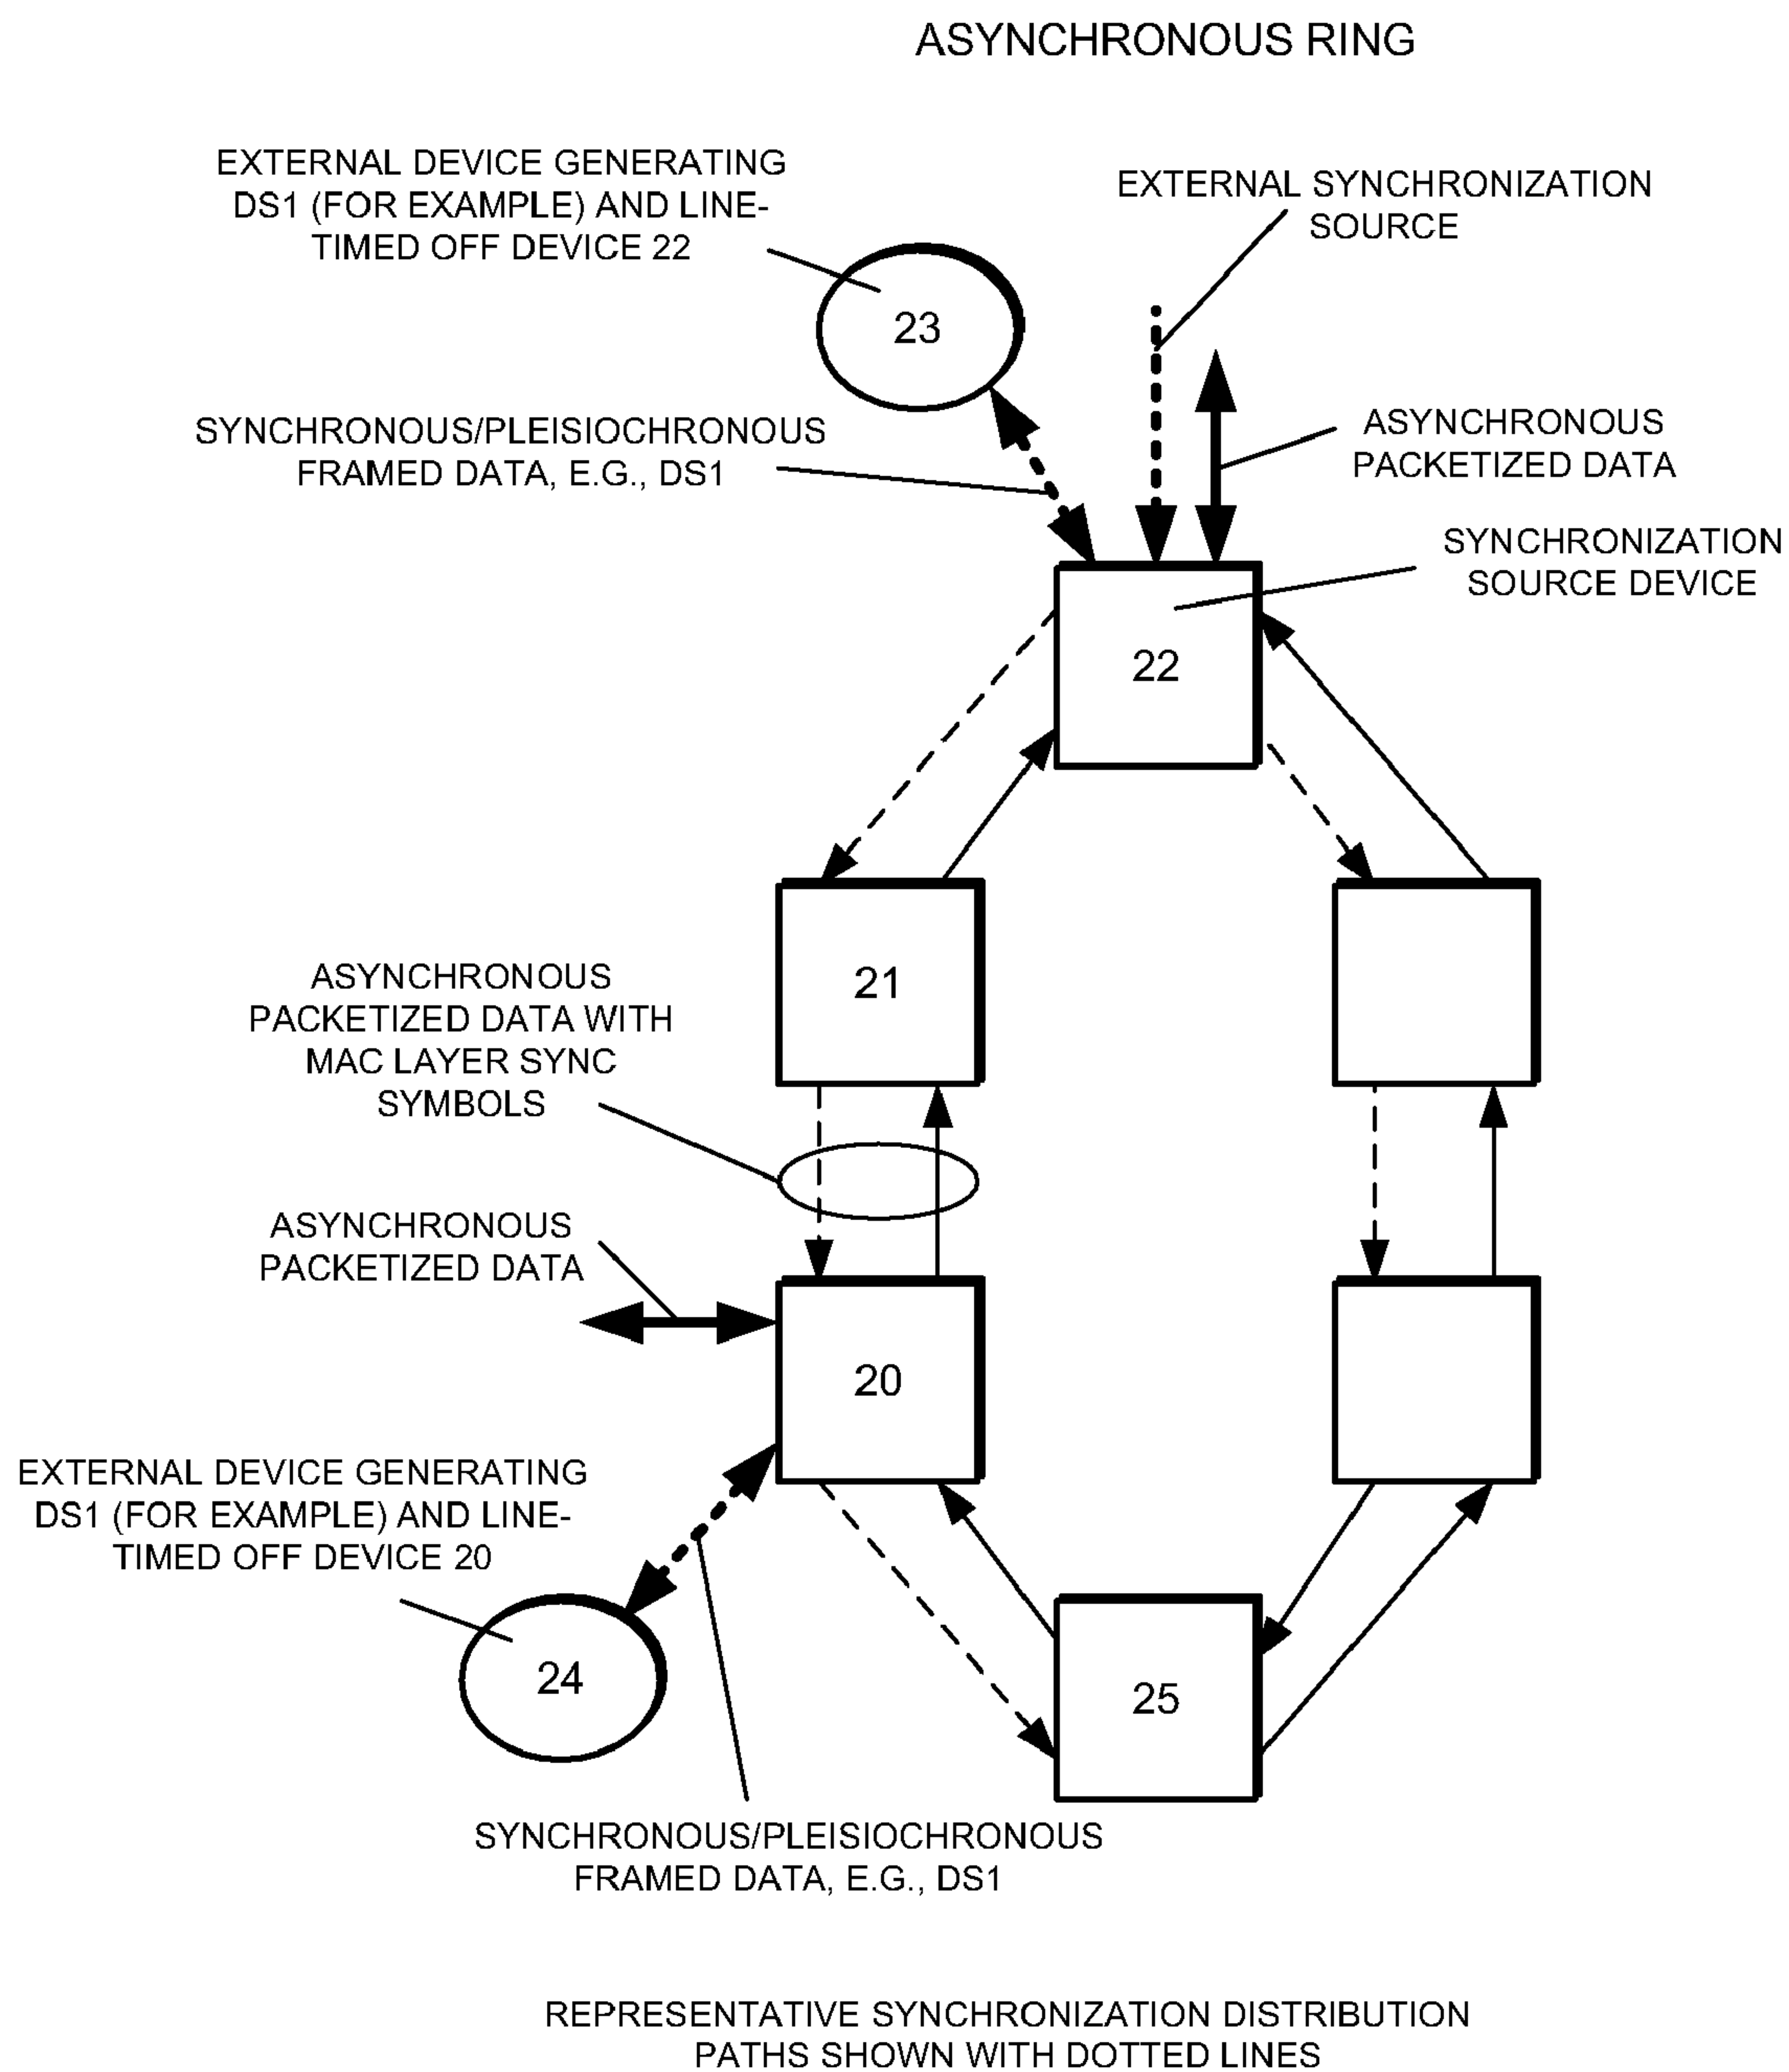 ASYNCHRONOUS RING
EXTERNAL DEVICE GENERATING
DS1 (FOR EXAMPLE) AND LINE-
TIMED OFF DEVICE 22
EXTERNAL SYNCHRONIZATION
SOURCE
23
SYNCHRONOUS/PLEISIOCHRONOUS
FRAMED DATA, E.G., DS1
ASYNCHRONOUS
PACKETIZED DATA
SYNCHRONIZATION
SOURCE DEVICE
22
21
ASYNCHRONOUS
PACKETIZED DATA WITH
MAC LAYER SYNC
SYMBOLS
ASYNCHRONOUS
PACKETIZED DATA
20
EXTERNAL DEVICE GENERATING
DS1 (FOR EXAMPLE) AND LINE-
TIMED OFF DEVICE 20
24
25
SYNCHRONOUS/PLEISIOCHRONOUS
FRAMED DATA, E.G., DS1
REPRESENTATIVE SYNCHRONIZATION DISTRIBUTION
PATHS SHOWN WITH DOTTED LINES